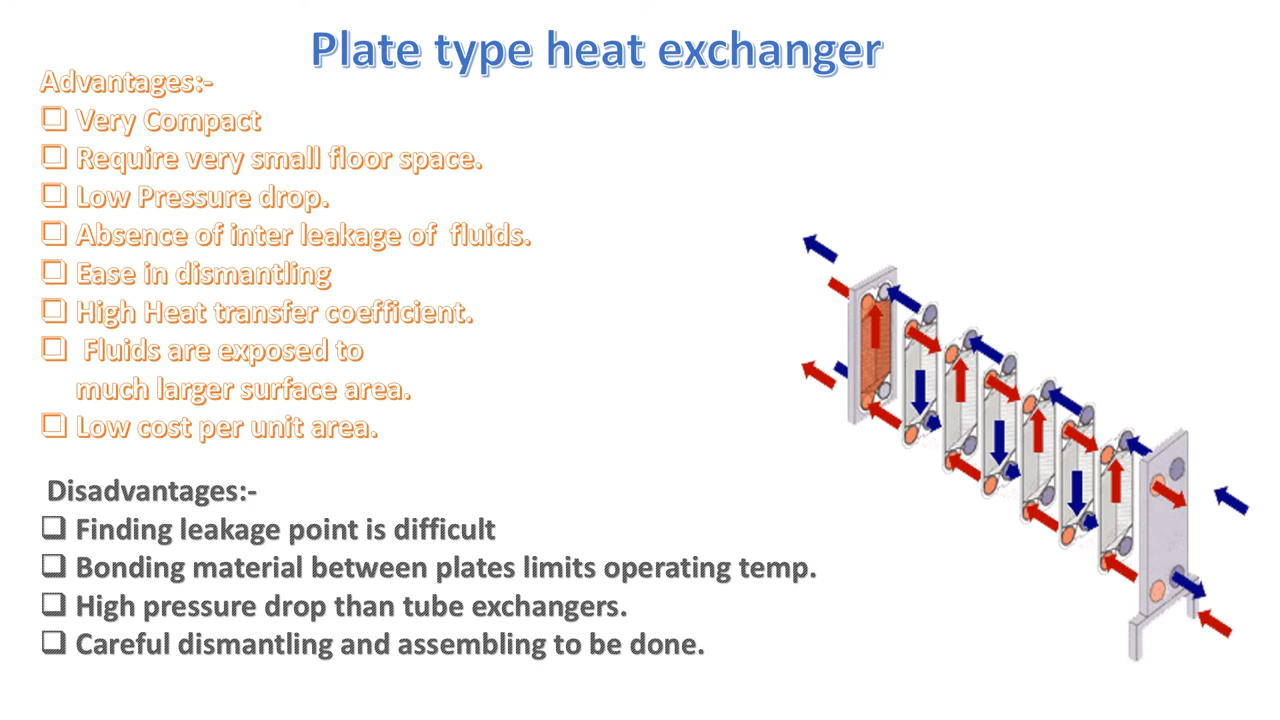 Plate type heat exchanger
Advantages:-
❑ Very Compact
❑ Require very small floor space.
❑ Low Pressure drop.
❑ Absence of inter leakage of fluids.
❑ Ease in dismantling
❑ High Heat transfer coefficient.
❑ Fluids are exposed to
much larger surface area.
❑ Low cost per unit area.
Disadvantages:-
❑ Finding leakage point is difficult
❑ Bonding material between plates limits operating temp.
❑ High pressure drop than tube exchangers.
❑ Careful dismantling and assembling to be done.